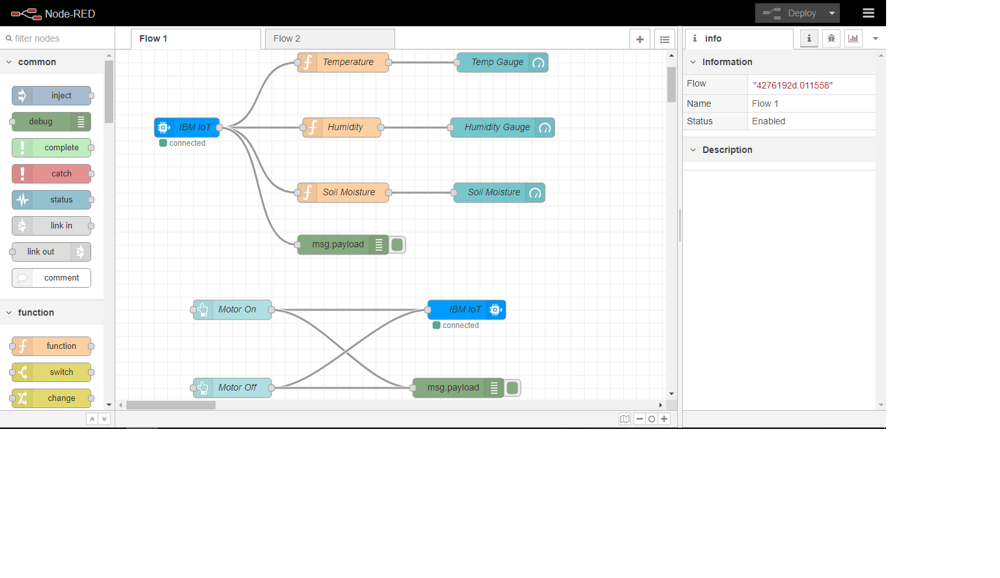 Node-RED
Deploy
filter nodes
Flow 1
Flow 2
info
common
inject
debug
complete
catch
status
link in
link out
comment
function
function
switch
change
Temperature
Temp Gauge
IBM IoT
connected
Humidity
Humidity Gauge
Soil Moisture
Soil Moisture
msg.payload
Motor On
IBM IoT
connected
Motor Off
msg.payload
Information
Flow "4276192d.011558"
Name Flow 1
Status Enabled
Description